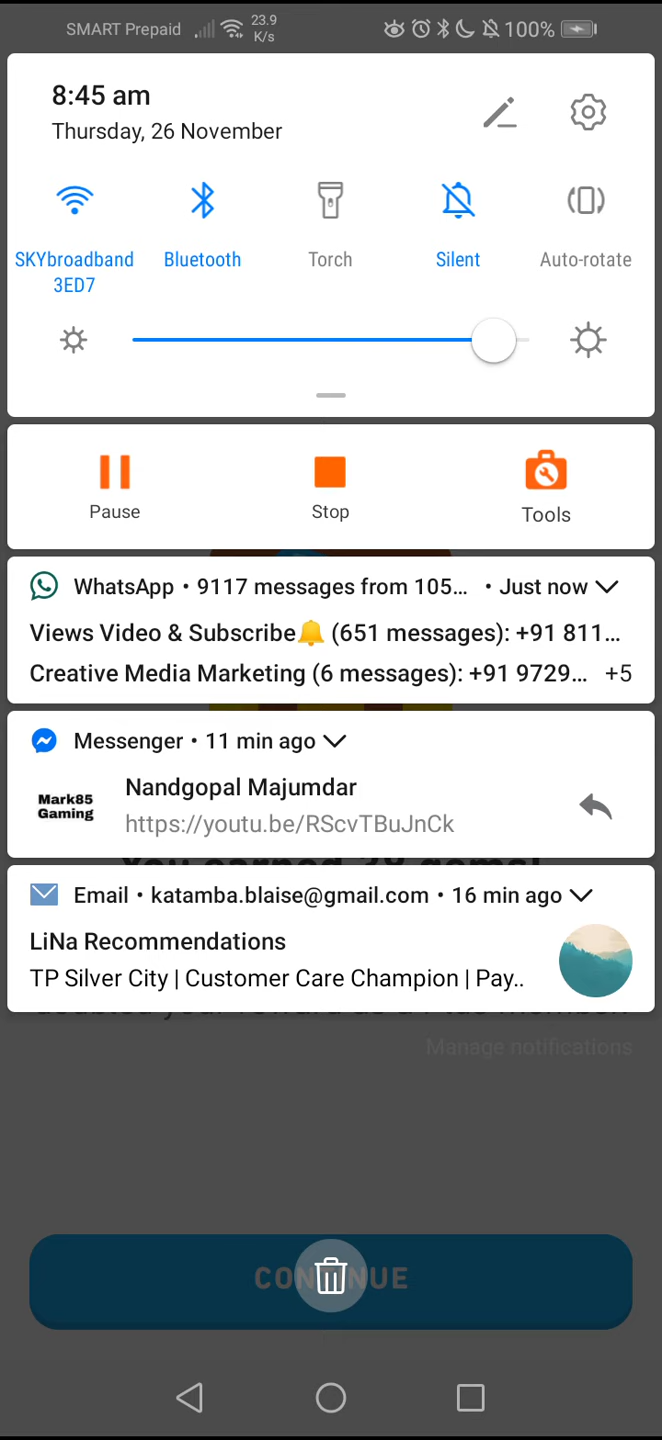 SMART Prepaid 23.9 K/s 100%
8:45 am
Thursday, 26 November
SKYbroadband 3ED7
Bluetooth
Torch
Silent
Auto-rotate
Pause
Stop
Tools
WhatsApp • 9117 messages from 105… • Just now
Views Video & Subscribe🔔 (651 messages): +91 811…
Creative Media Marketing (6 messages): +91 9729… +5
Messenger • 11 min ago
Mark85 Gaming
Nandgopal Majumdar
https://youtu.be/RScvTBuJnCk
Email • katamba.blaise@gmail.com • 16 min ago
LiNa Recommendations
TP Silver City | Customer Care Champion | Pay..
Manage notifications